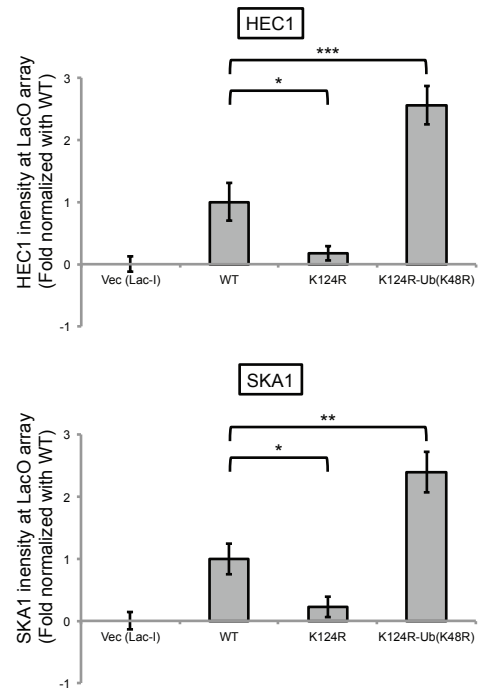 HEC1
***
*
HEC1 inensity at LacO array
(Fold normalized with WT)
3
2
1
0
-1
Vec (Lac-I) WT K124R K124R-Ub(K48R)
SKA1
**
*
SKA1 inensity at LacO array
(Fold normalized with WT)
3
2
1
0
-1
Vec (Lac-I) WT K124R K124R-Ub(K48R)